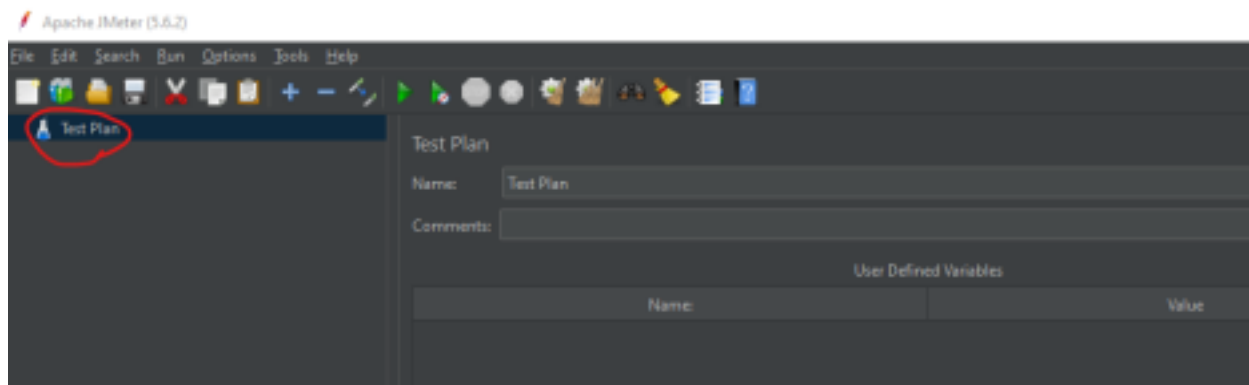 Apache JMeter (5.6.2)
File Edit Search Run Options Tools Help
Test Plan
Test Plan
Name: Test Plan
Comments:
User Defined Variables
Name: Value